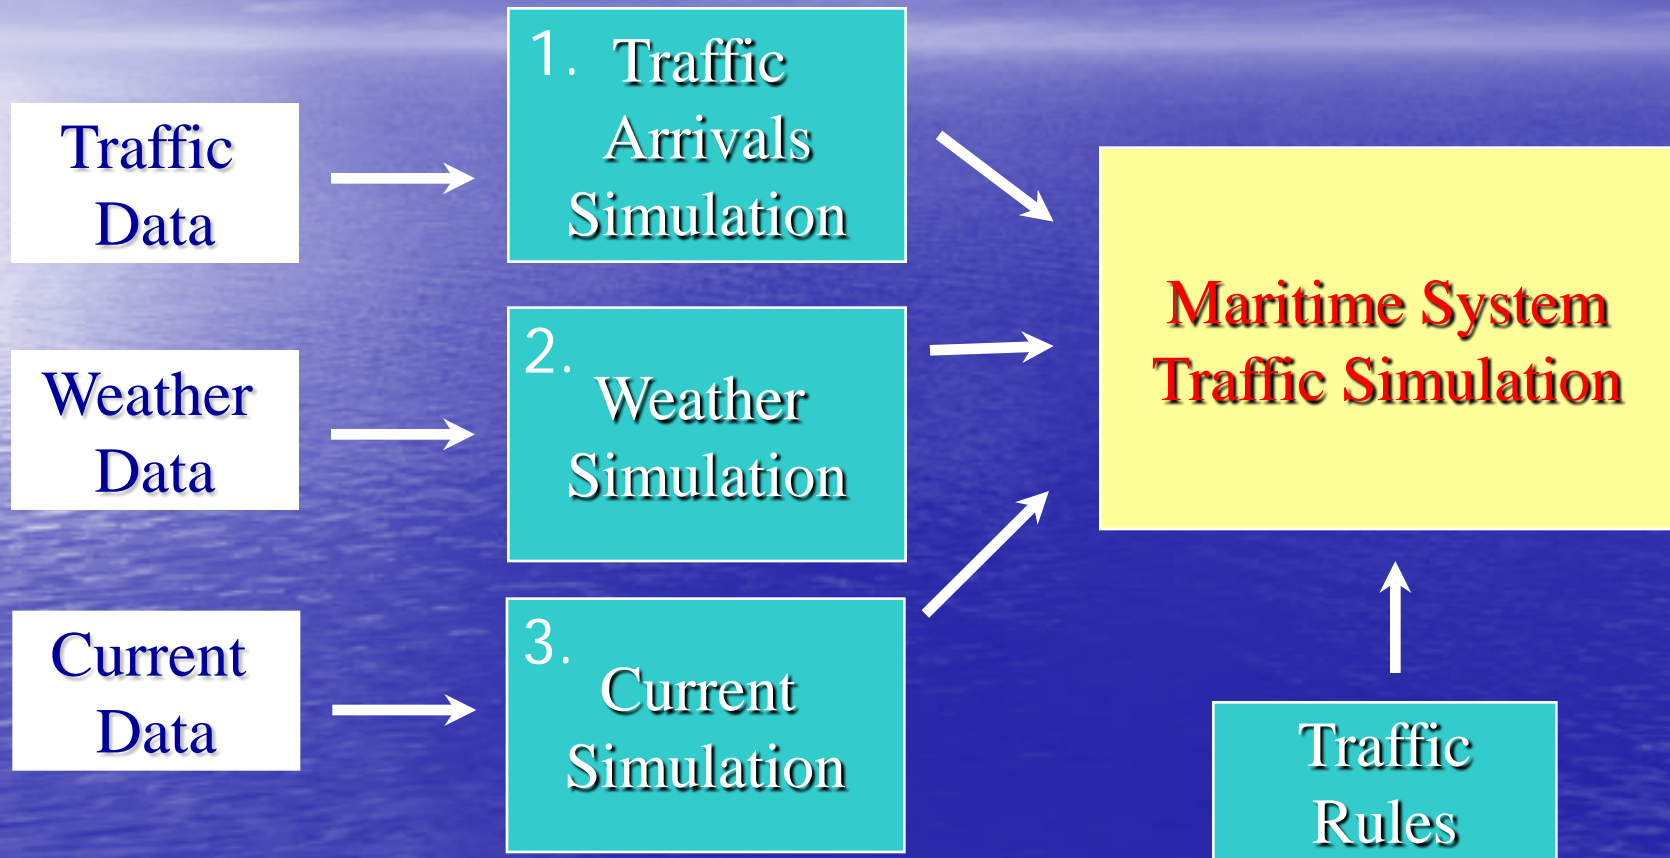 Traffic
Data
1. Traffic
Arrivals
Simulation
Weather
Data
2.
Weather
Simulation
Maritime System
Traffic Simulation
Current
Data
3.
Current
Simulation
Traffic
Rules